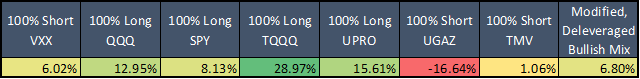 100% Short VXX
100% Long QQQ
100% Long SPY
100% Long TQQQ
100% Long UPRO
100% Short UGAZ
100% Short TMV
Modified, Deleveraged Bullish Mix
6.02%
12.95%
8.13%
28.97%
15.61%
-16.64%
1.06%
6.80%